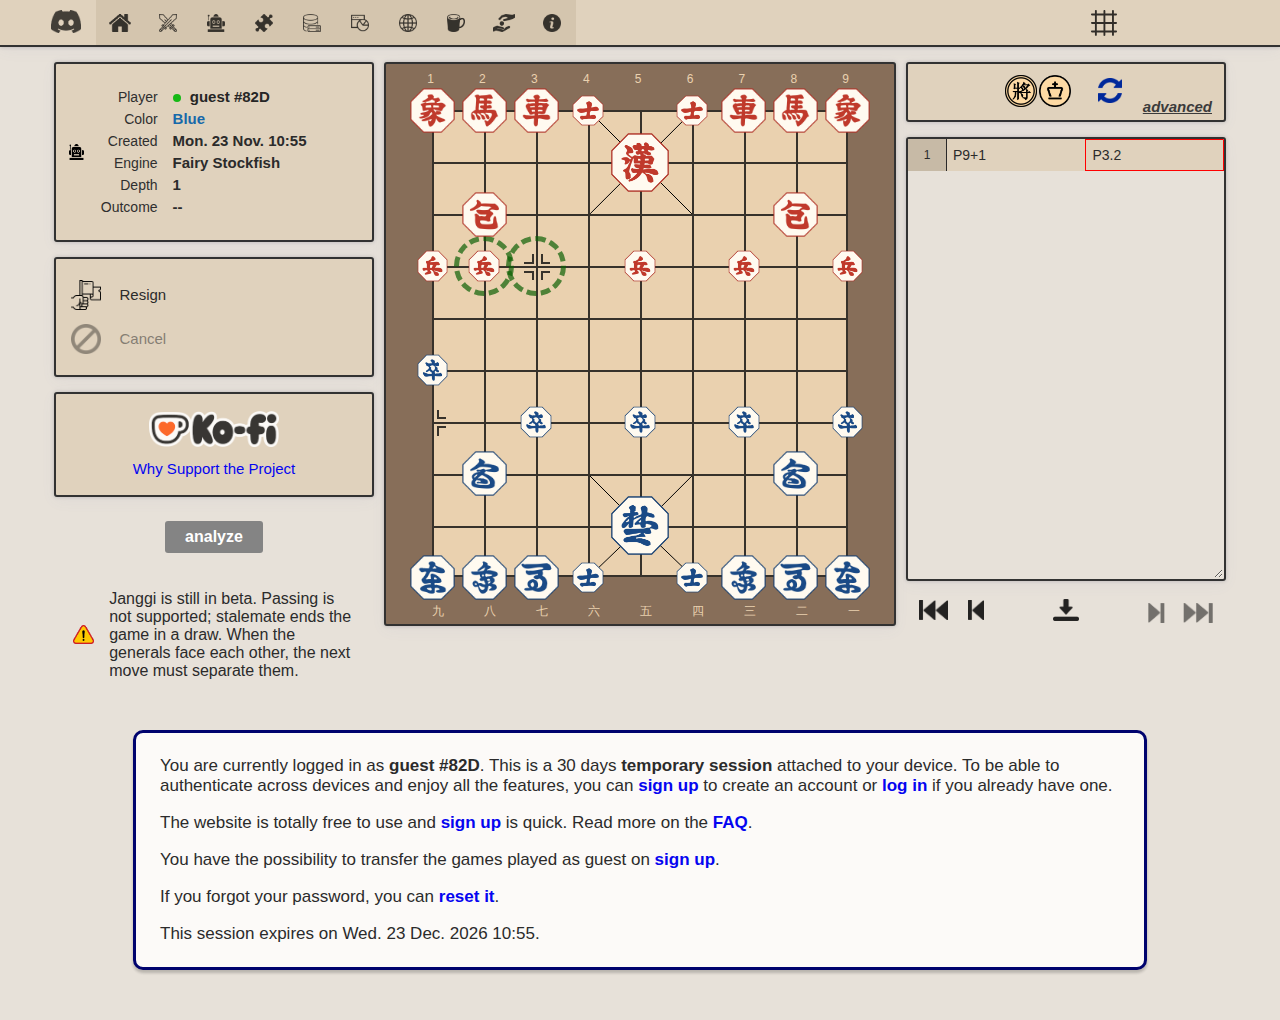 Player guest #82D
Color Blue
Created Mon. 23 Nov. 10:55
Engine Fairy Stockfish
Depth 1
Outcome --
Resign
Cancel
Ko-fi
Why Support the Project
analyze
Janggi is still in beta. Passing is
not supported; stalemate ends the
game in a draw. When the
generals face each other, the next
move must separate them.
1 2 3 4 5 6 7 8 9
象 馬 車 士 士 車 馬 象
漢
包 包
兵 兵 兵 兵 兵
卒
卒 卒 卒 卒
楚
士 士
九 八 七 六 五 四 三 二 一
將
advanced
1 P9+1 P3.2
You are currently logged in as guest #82D. This is a 30 days temporary session attached to your device. To be able to
authenticate across devices and enjoy all the features, you can sign up to create an account or log in if you already have one.
The website is totally free to use and sign up is quick. Read more on the FAQ.
You have the possibility to transfer the games played as guest on sign up.
If you forgot your password, you can reset it.
This session expires on Wed. 23 Dec. 2026 10:55.